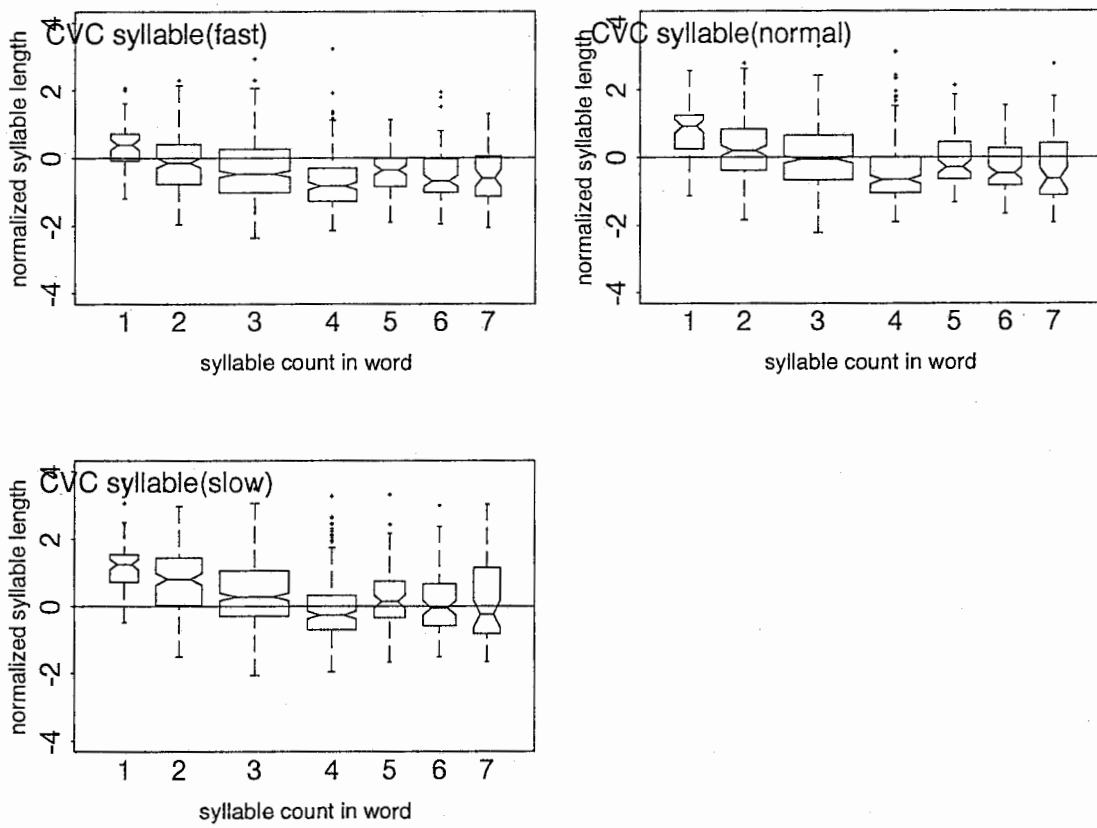 CVC syllable(fast)
normalized syllable length
4
2
0
-2
-4
1 2 3 4 5 6 7
syllable count in word
CVC syllable(normal)
normalized syllable length
4
2
0
-2
-4
1 2 3 4 5 6 7
syllable count in word
CVC syllable(slow)
normalized syllable length
4
2
0
-2
-4
1 2 3 4 5 6 7
syllable count in word